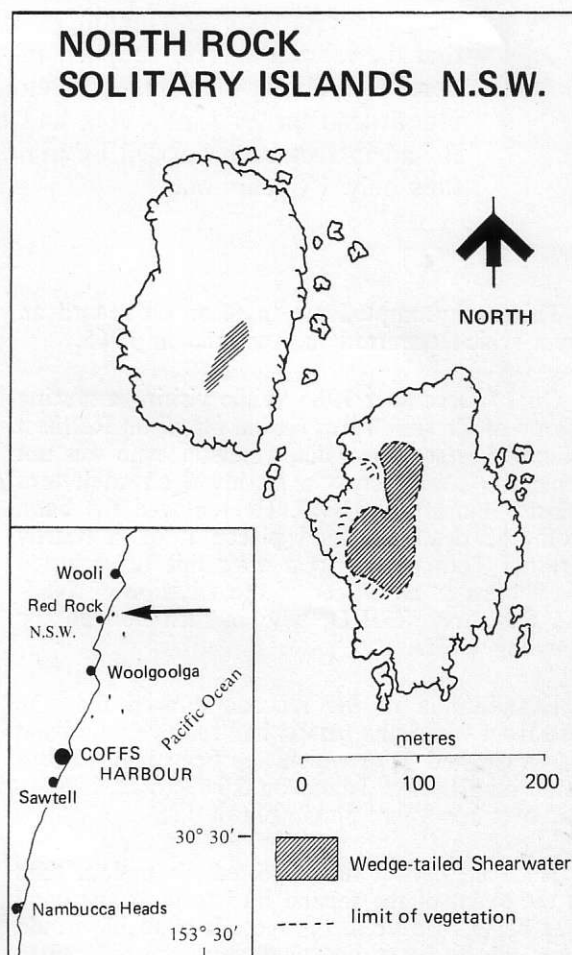 NORTH ROCK
SOLITARY ISLANDS N.S.W.
NORTH
Wooli
Red Rock
N.S.W.
Woolgoolga
Pacific Ocean
COFFS
HARBOUR
Sawtell
30° 30'
Nambucca Heads
153° 30'
metres
0 100 200
Wedge-tailed Shearwater
limit of vegetation